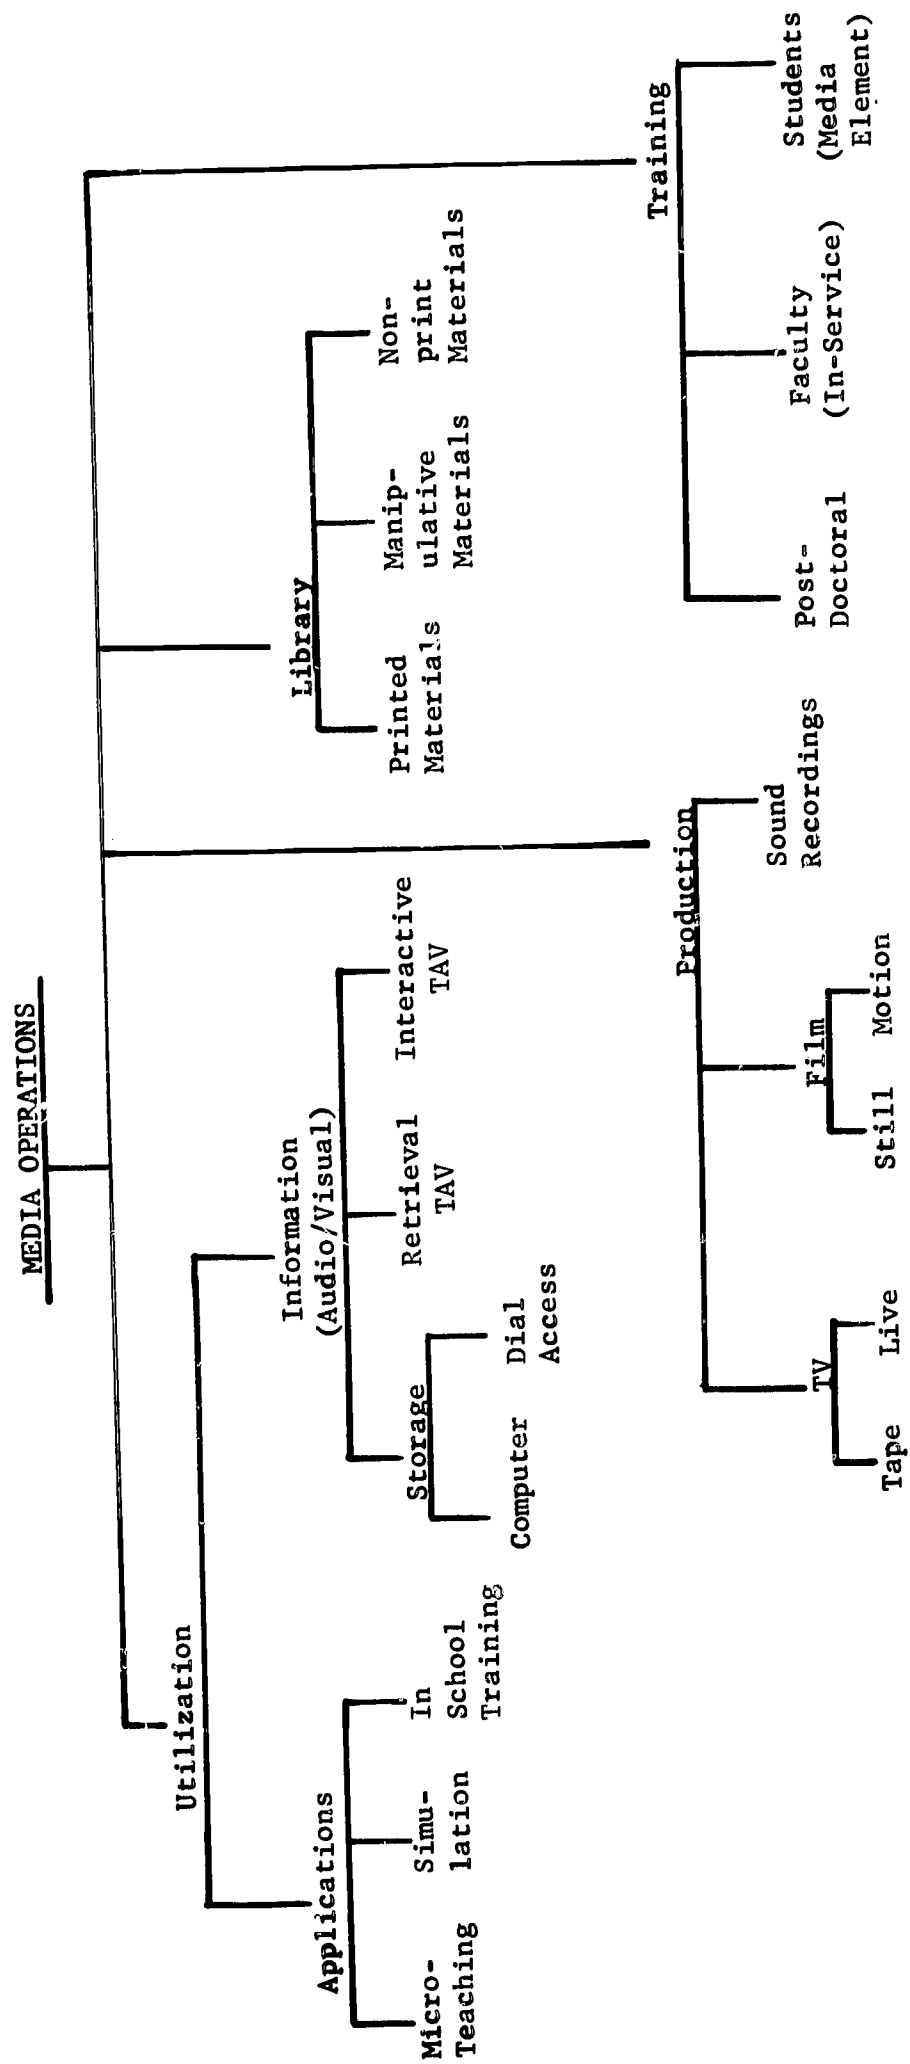 MEDIA OPERATIONS
Utilization
Applications
Micro-
Teaching
Simu-
lation
In
School
Training
Information
(Audio/Visual)
Storage
Computer
Dial
Access
Retrieval
TAV
Interactive
TAV
Production
TV
Tape
Live
Film
Still
Motion
Sound
Recordings
Library
Printed
Materials
Manip-
ulative
Materials
Non-
print
Materials
Training
Post-
Doctoral
Faculty
(In-Service)
Students
(Media
Element)